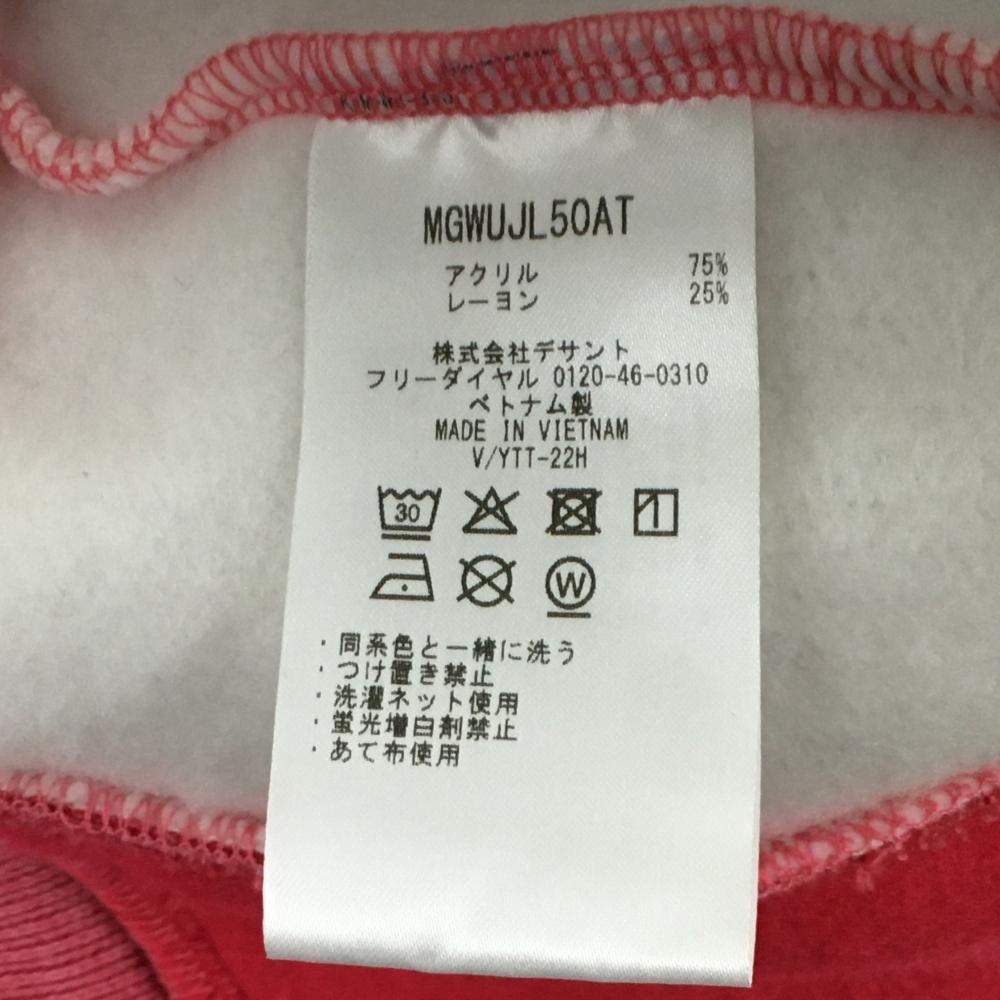 MGWUJL50AT
アクリル 75%
レーヨン 25%
株式会社デサント
フリーダイヤル 0120-46-0310
ベトナム製
MADE IN VIETNAM
V/YTT-22H
30
W
・同系色と一緒に洗う
・つけ置き禁止
・洗濯ネット使用
・蛍光増白剤禁止
・あて布使用